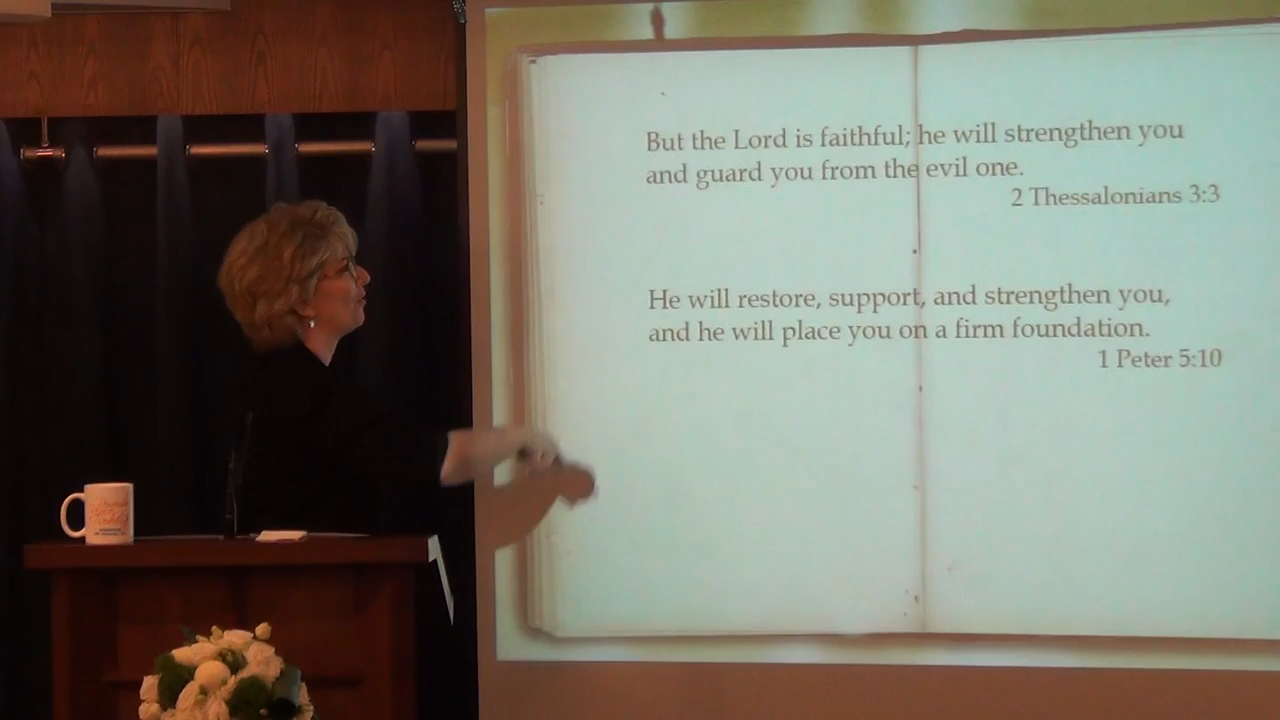 But the Lord is faithful; he will strengthen you
and guard you from the evil one.
2 Thessalonians 3:3
He will restore, support, and strengthen you,
and he will place you on a firm foundation.
1 Peter 5:10